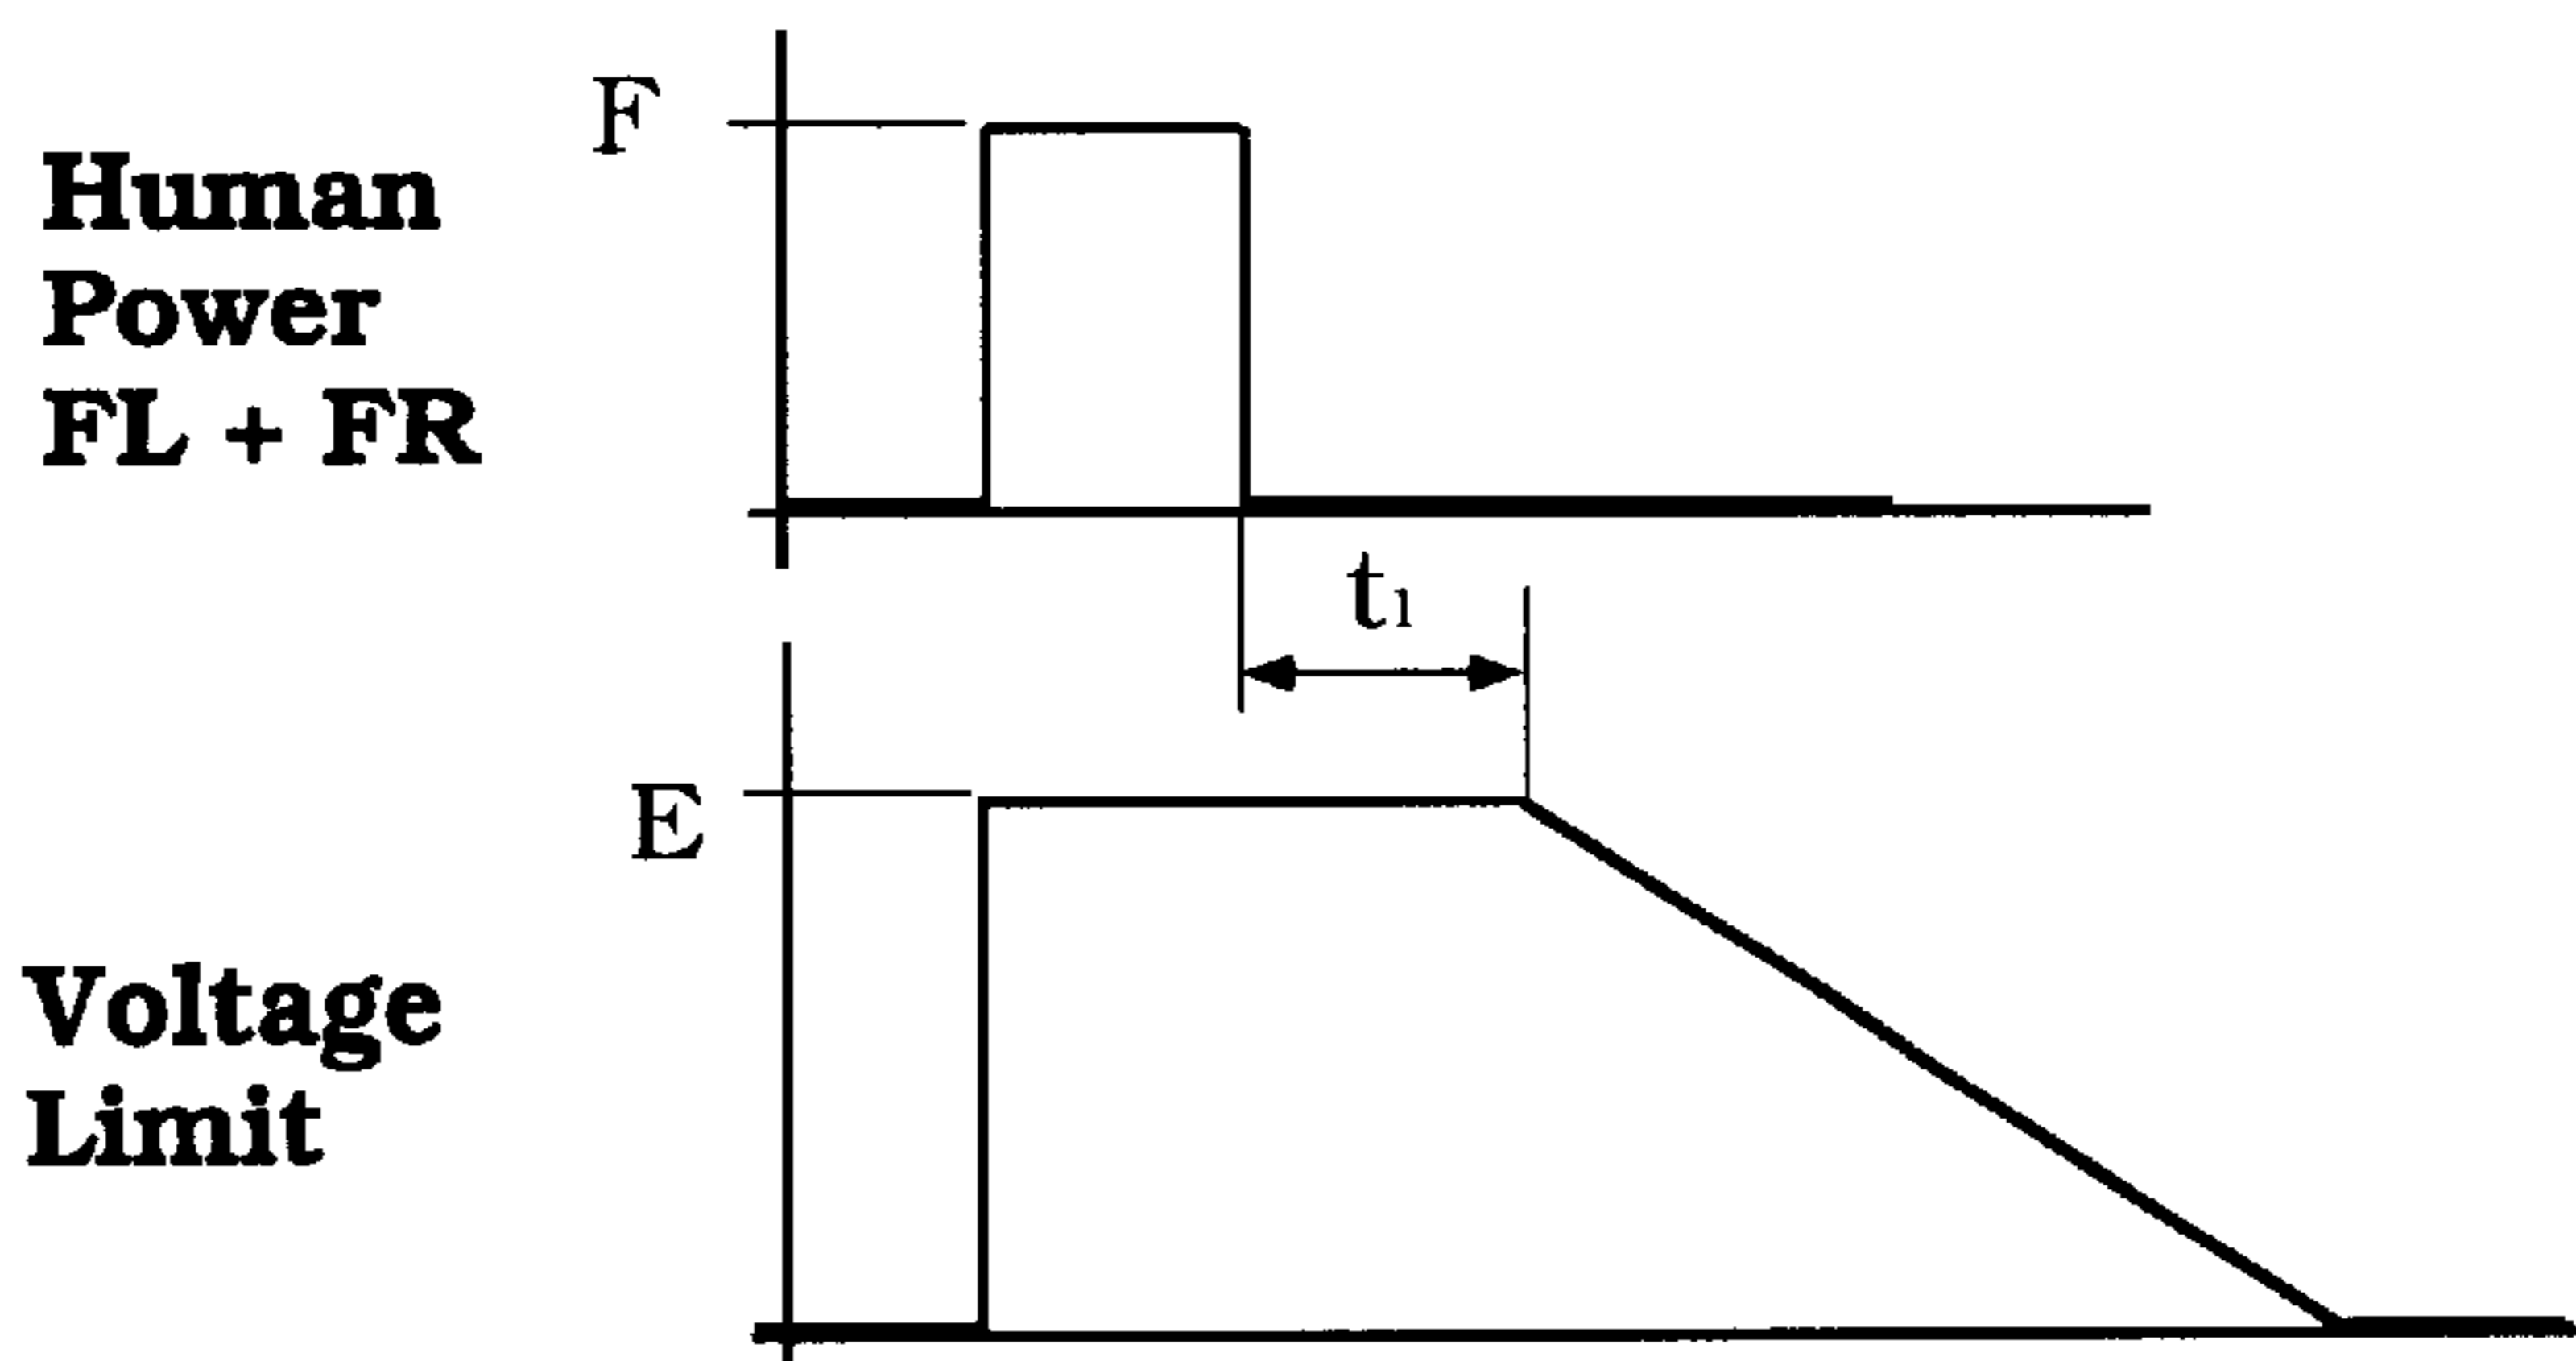 F
Human
Power
FL + FR
t₁
E
Voltage
Limit